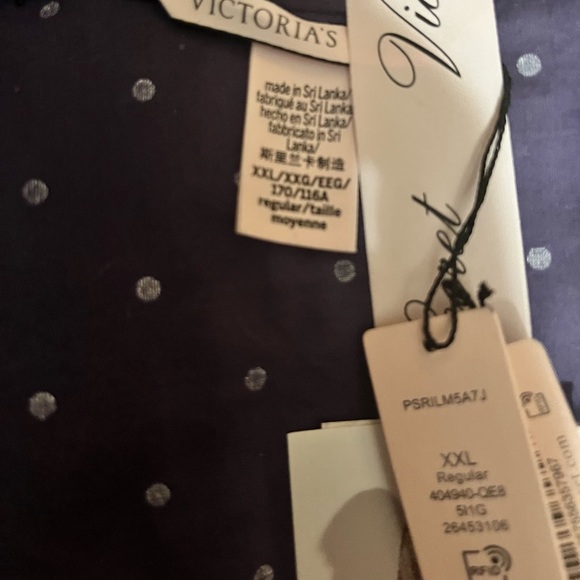 VICTORIA'S
made in Sri Lanka/
fabriqué au Sri Lanka
hecho en Sri Lanka/
fabbricato in Sri
Lanka/
斯里兰卡制造
XXL/XXG/EEG/
170/116A
regular/taille
moyenne
Vic
PSRILM5A7J
XXL
Regular
404940-QE8
5I1G
26453106
RFID